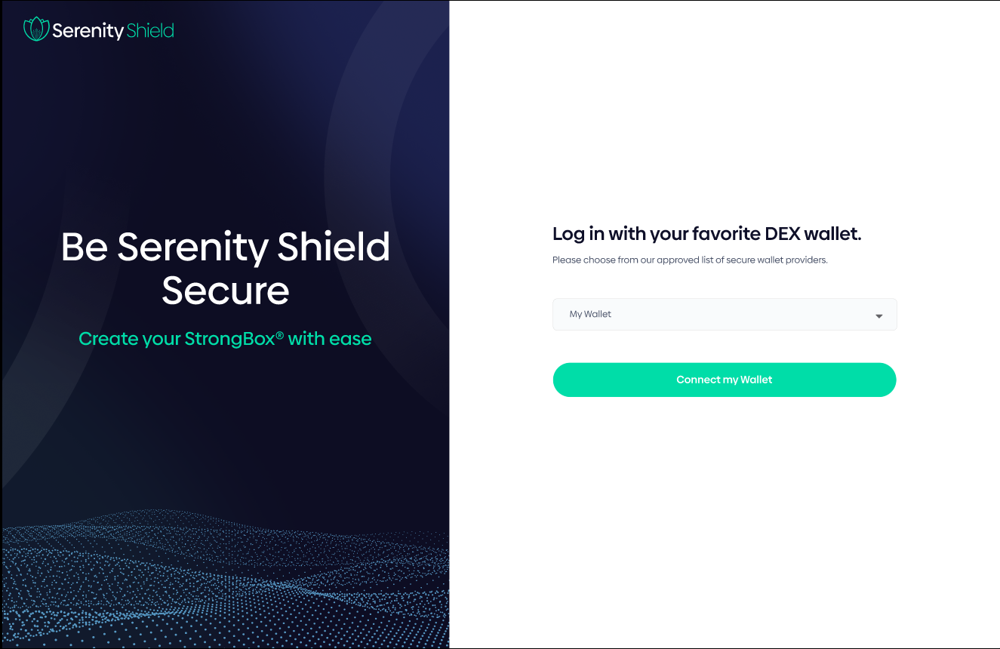 Serenity Shield
Be Serenity Shield
Secure
Create your StrongBox® with ease
Log in with your favorite DEX wallet.
Please choose from our approved list of secure wallet providers.
My Wallet
Connect my Wallet